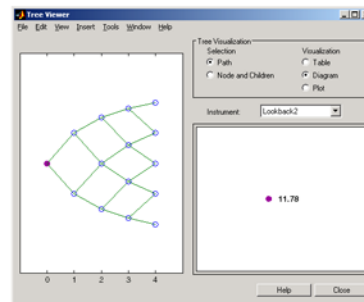 Tree Viewer
File Edit View Insert Tools Window Help
Tree Visualization
Selection Visualization
Path Table
Node and Children Diagram
Plot
Instrument: Lookback2
11.78
0 1 2 3 4
Help Close